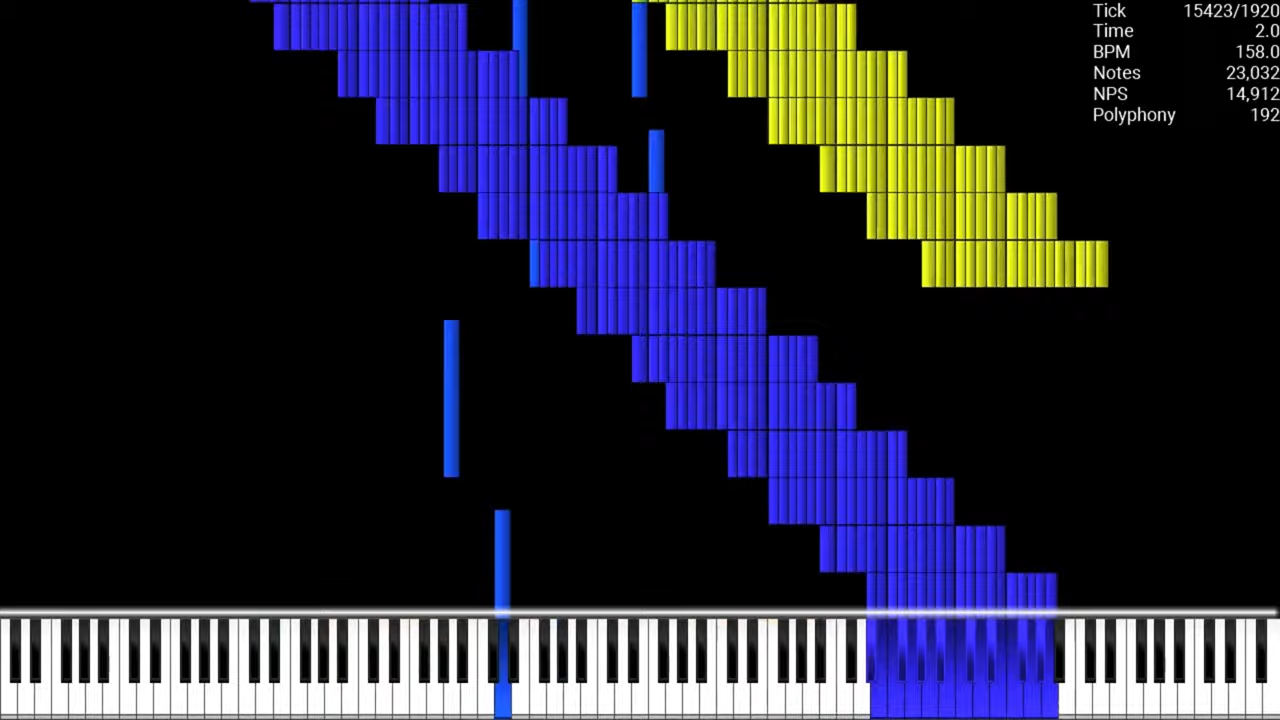 Tick 15423/1920
Time 2.0
BPM 158.0
Notes 23,032
NPS 14,912
Polyphony 192